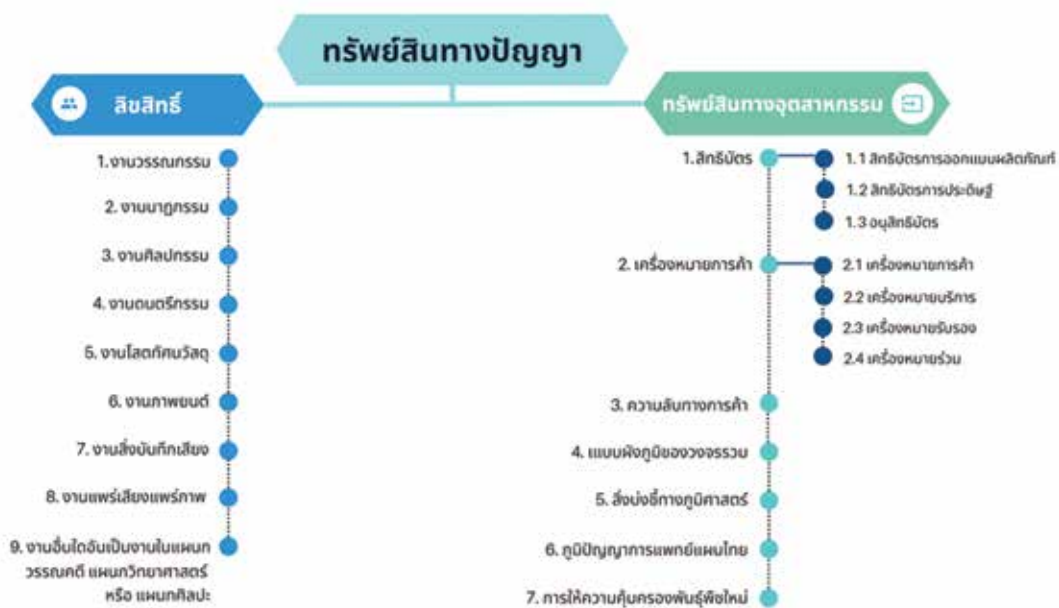 ทรัพย์สินทางปัญญา
ลิขสิทธิ์
1.งานวรรณกรรม
2. งานนาฏกรรม
3. งานศิลปกรรม
4. งานดนตรีกรรม
5. งานโสตทัศนวัสดุ
6. งานภาพยนต์
7. งานสิ่งบันทึกเสียง
8. งานแพร่เสียงแพร่ภาพ
9. งานอื่นใดอันเป็นงานในแผนก
วรรณคดี แผนกวิทยาศาสตร์
หรือ แผนกศิลปะ
ทรัพย์สินทางอุตสาหกรรม
1.สิทธิบัตร
1.1 สิทธิบัตรการออกแบบผลิตภัณฑ์
1.2 สิทธิบัตรการประดิษฐ์
1.3 อนุสิทธิบัตร
2. เครื่องหมายการค้า
2.1 เครื่องหมายการค้า
2.2 เครื่องหมายบริการ
2.3 เครื่องหมายรับรอง
2.4 เครื่องหมายร่วม
3. ความลับทางการค้า
4. แบบผังภูมิของวงจรรวม
5. สิ่งบ่งชี้ทางภูมิศาสตร์
6. ภูมิปัญญาการแพทย์แผนไทย
7. การให้ความคุ้มครองพันธุ์พืชใหม่